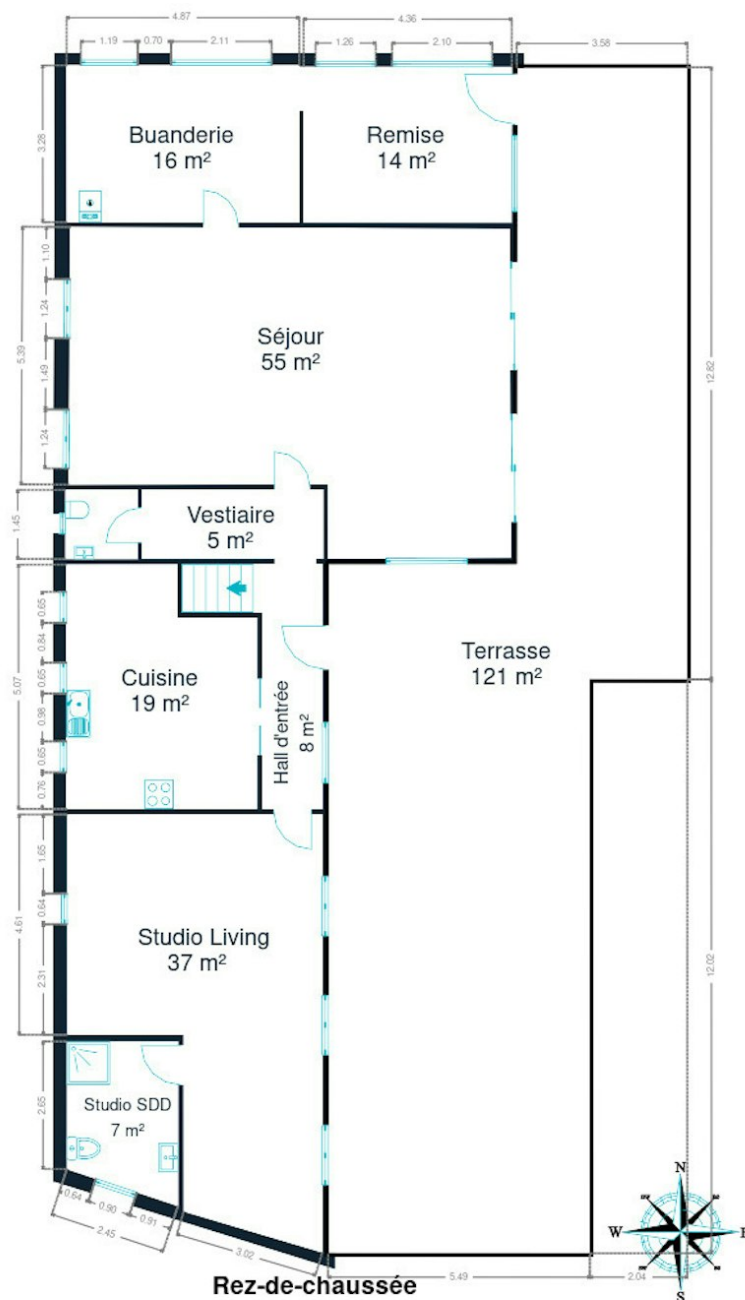 4.87
4.36
1.19
0.70
2.11
1.26
2.10
3.58
3.28
Buanderie
16 m²
Remise
14 m²
1.10
1.24
5.39
1.49
1.24
Séjour
55 m²
12.82
1.45
Vestiaire
5 m²
0.65
0.84
0.65
5.07
0.98
0.65
0.76
Cuisine
19 m²
Hall d'entrée
8 m²
Terrasse
121 m²
1.65
0.64
4.61
2.31
Studio Living
37 m²
12.02
2.65
Studio SDD
7 m²
0.64
0.90
0.91
2.45
3.02
N
W
E
S
5.49
2.04
Rez-de-chaussée